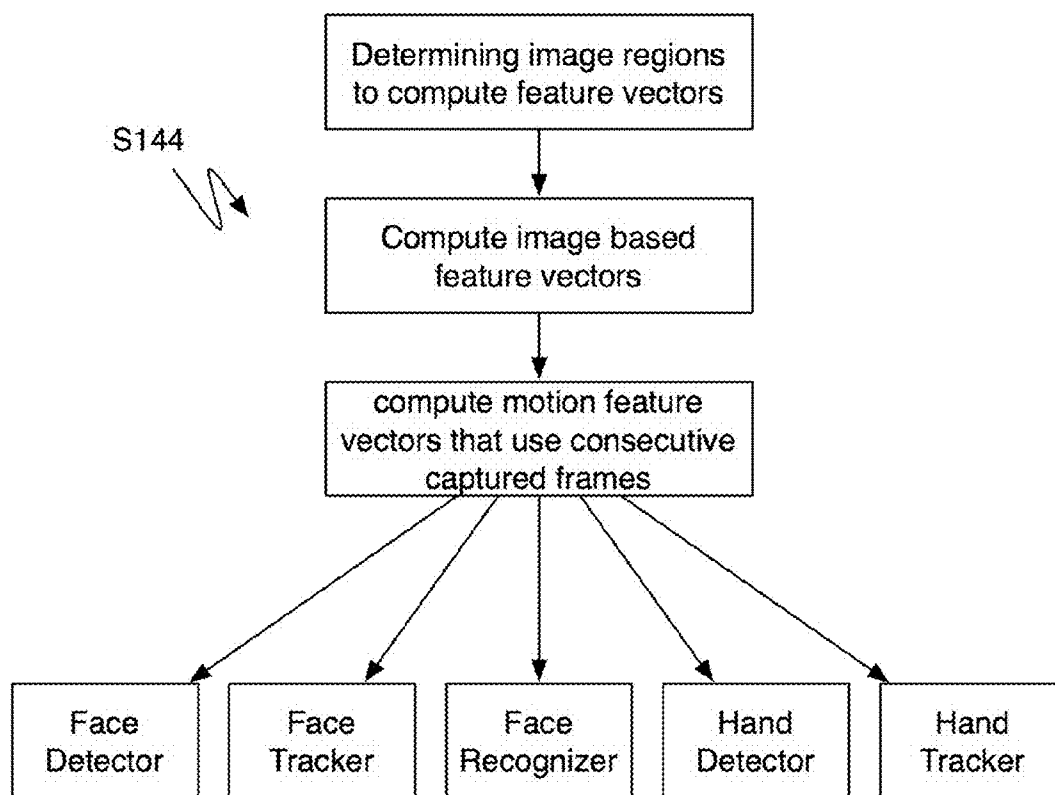 Determining image regions
to compute feature vectors
S144
Compute image based
feature vectors
compute motion feature
vectors that use consecutive
captured frames
Face
Detector
Face
Tracker
Face
Recognizer
Hand
Detector
Hand
Tracker